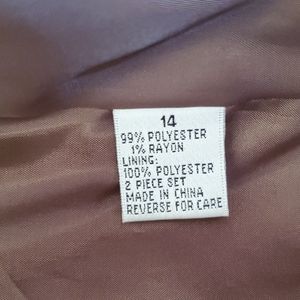 14
99% POLYESTER
1% RAYON
LINING:
100% POLYESTER
2 PIECE SET
MADE IN CHINA
REVERSE FOR CARE